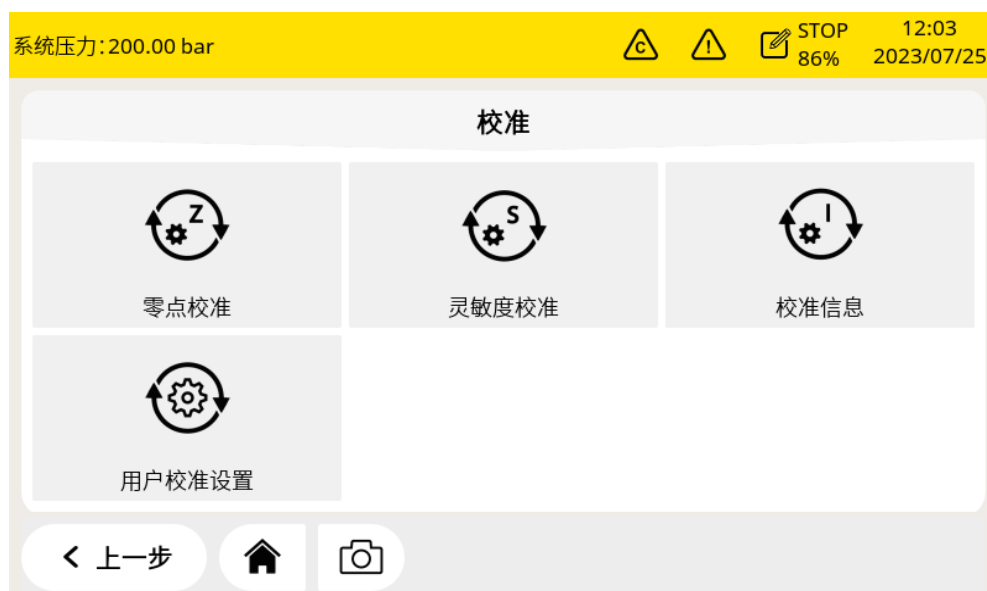 系统压力:200.00 bar
C
!
STOP
86%
12:03
2023/07/25
校准
Z
S
I
零点校准
灵敏度校准
校准信息
用户校准设置
上一步